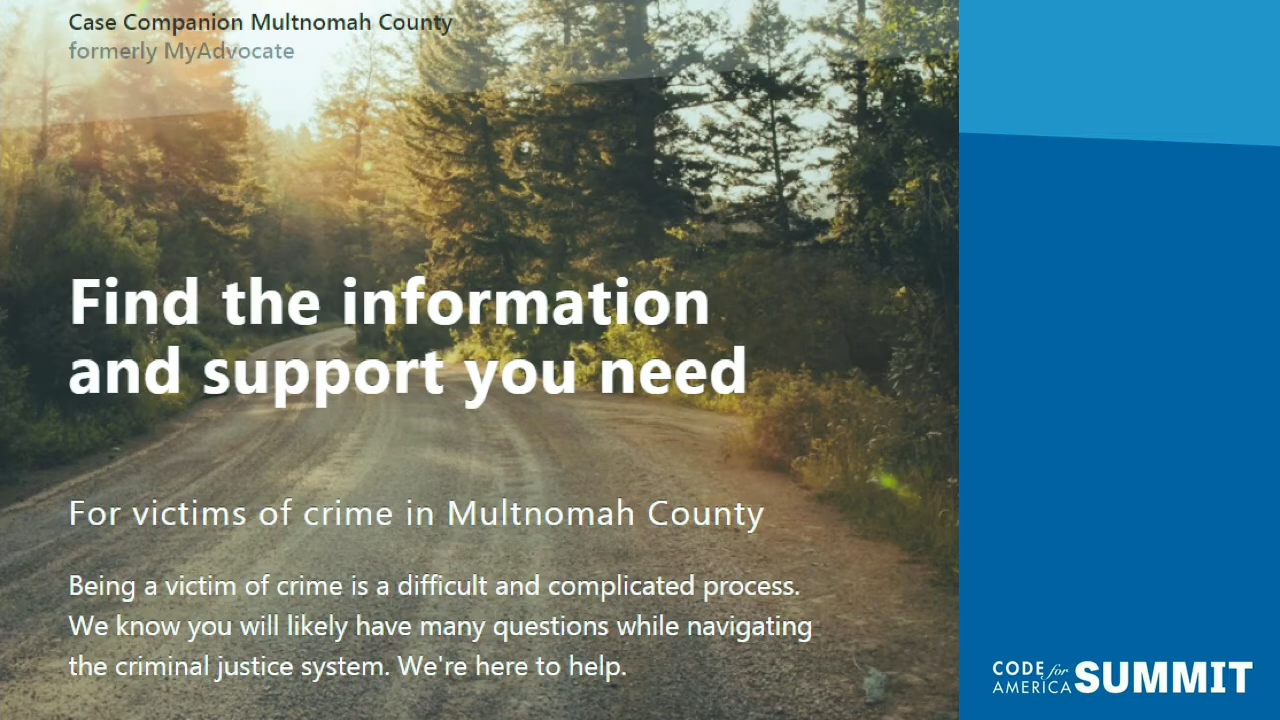 Case Companion Multnomah County
formerly MyAdvocate
Find the information
and support you need
For victims of crime in Multnomah County
Being a victim of crime is a difficult and complicated process.
We know you will likely have many questions while navigating
the criminal justice system. We're here to help.
CODE for
AMERICA SUMMIT